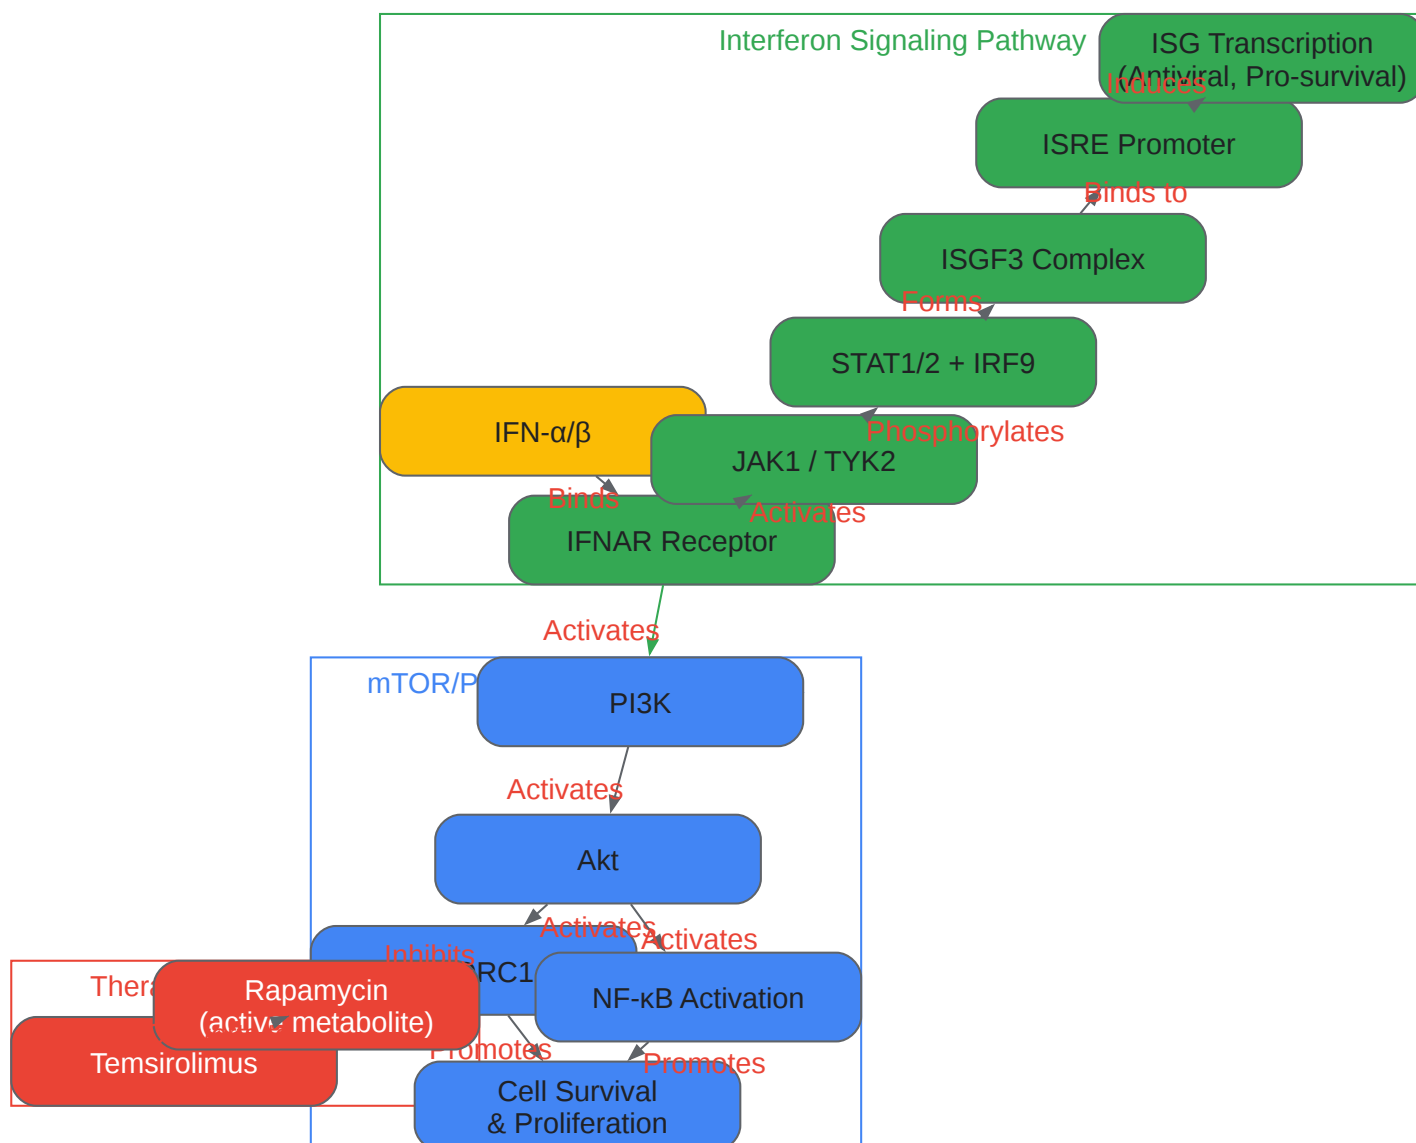 Interferon Signaling Pathway
ISG Transcription
(Antiviral, Pro-survival)
Induces
ISRE Promoter
Binds to
ISGF3 Complex
Forms
STAT1/2 + IRF9
IFN-α/β
Phosphorylates
JAK1 / TYK2
Binds
Activates
IFNAR Receptor
Activates
mTOR/P
PI3K
Activates
Akt
Activates
Activates
Inhibits
RC1
NF-κB Activation
Thera
Rapamycin
(active metabolite)
Temsirolimus
Promotes
Promotes
Cell Survival
& Proliferation